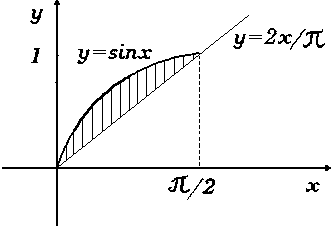 y
1
y=sinx
y=2x/π
π/2
x